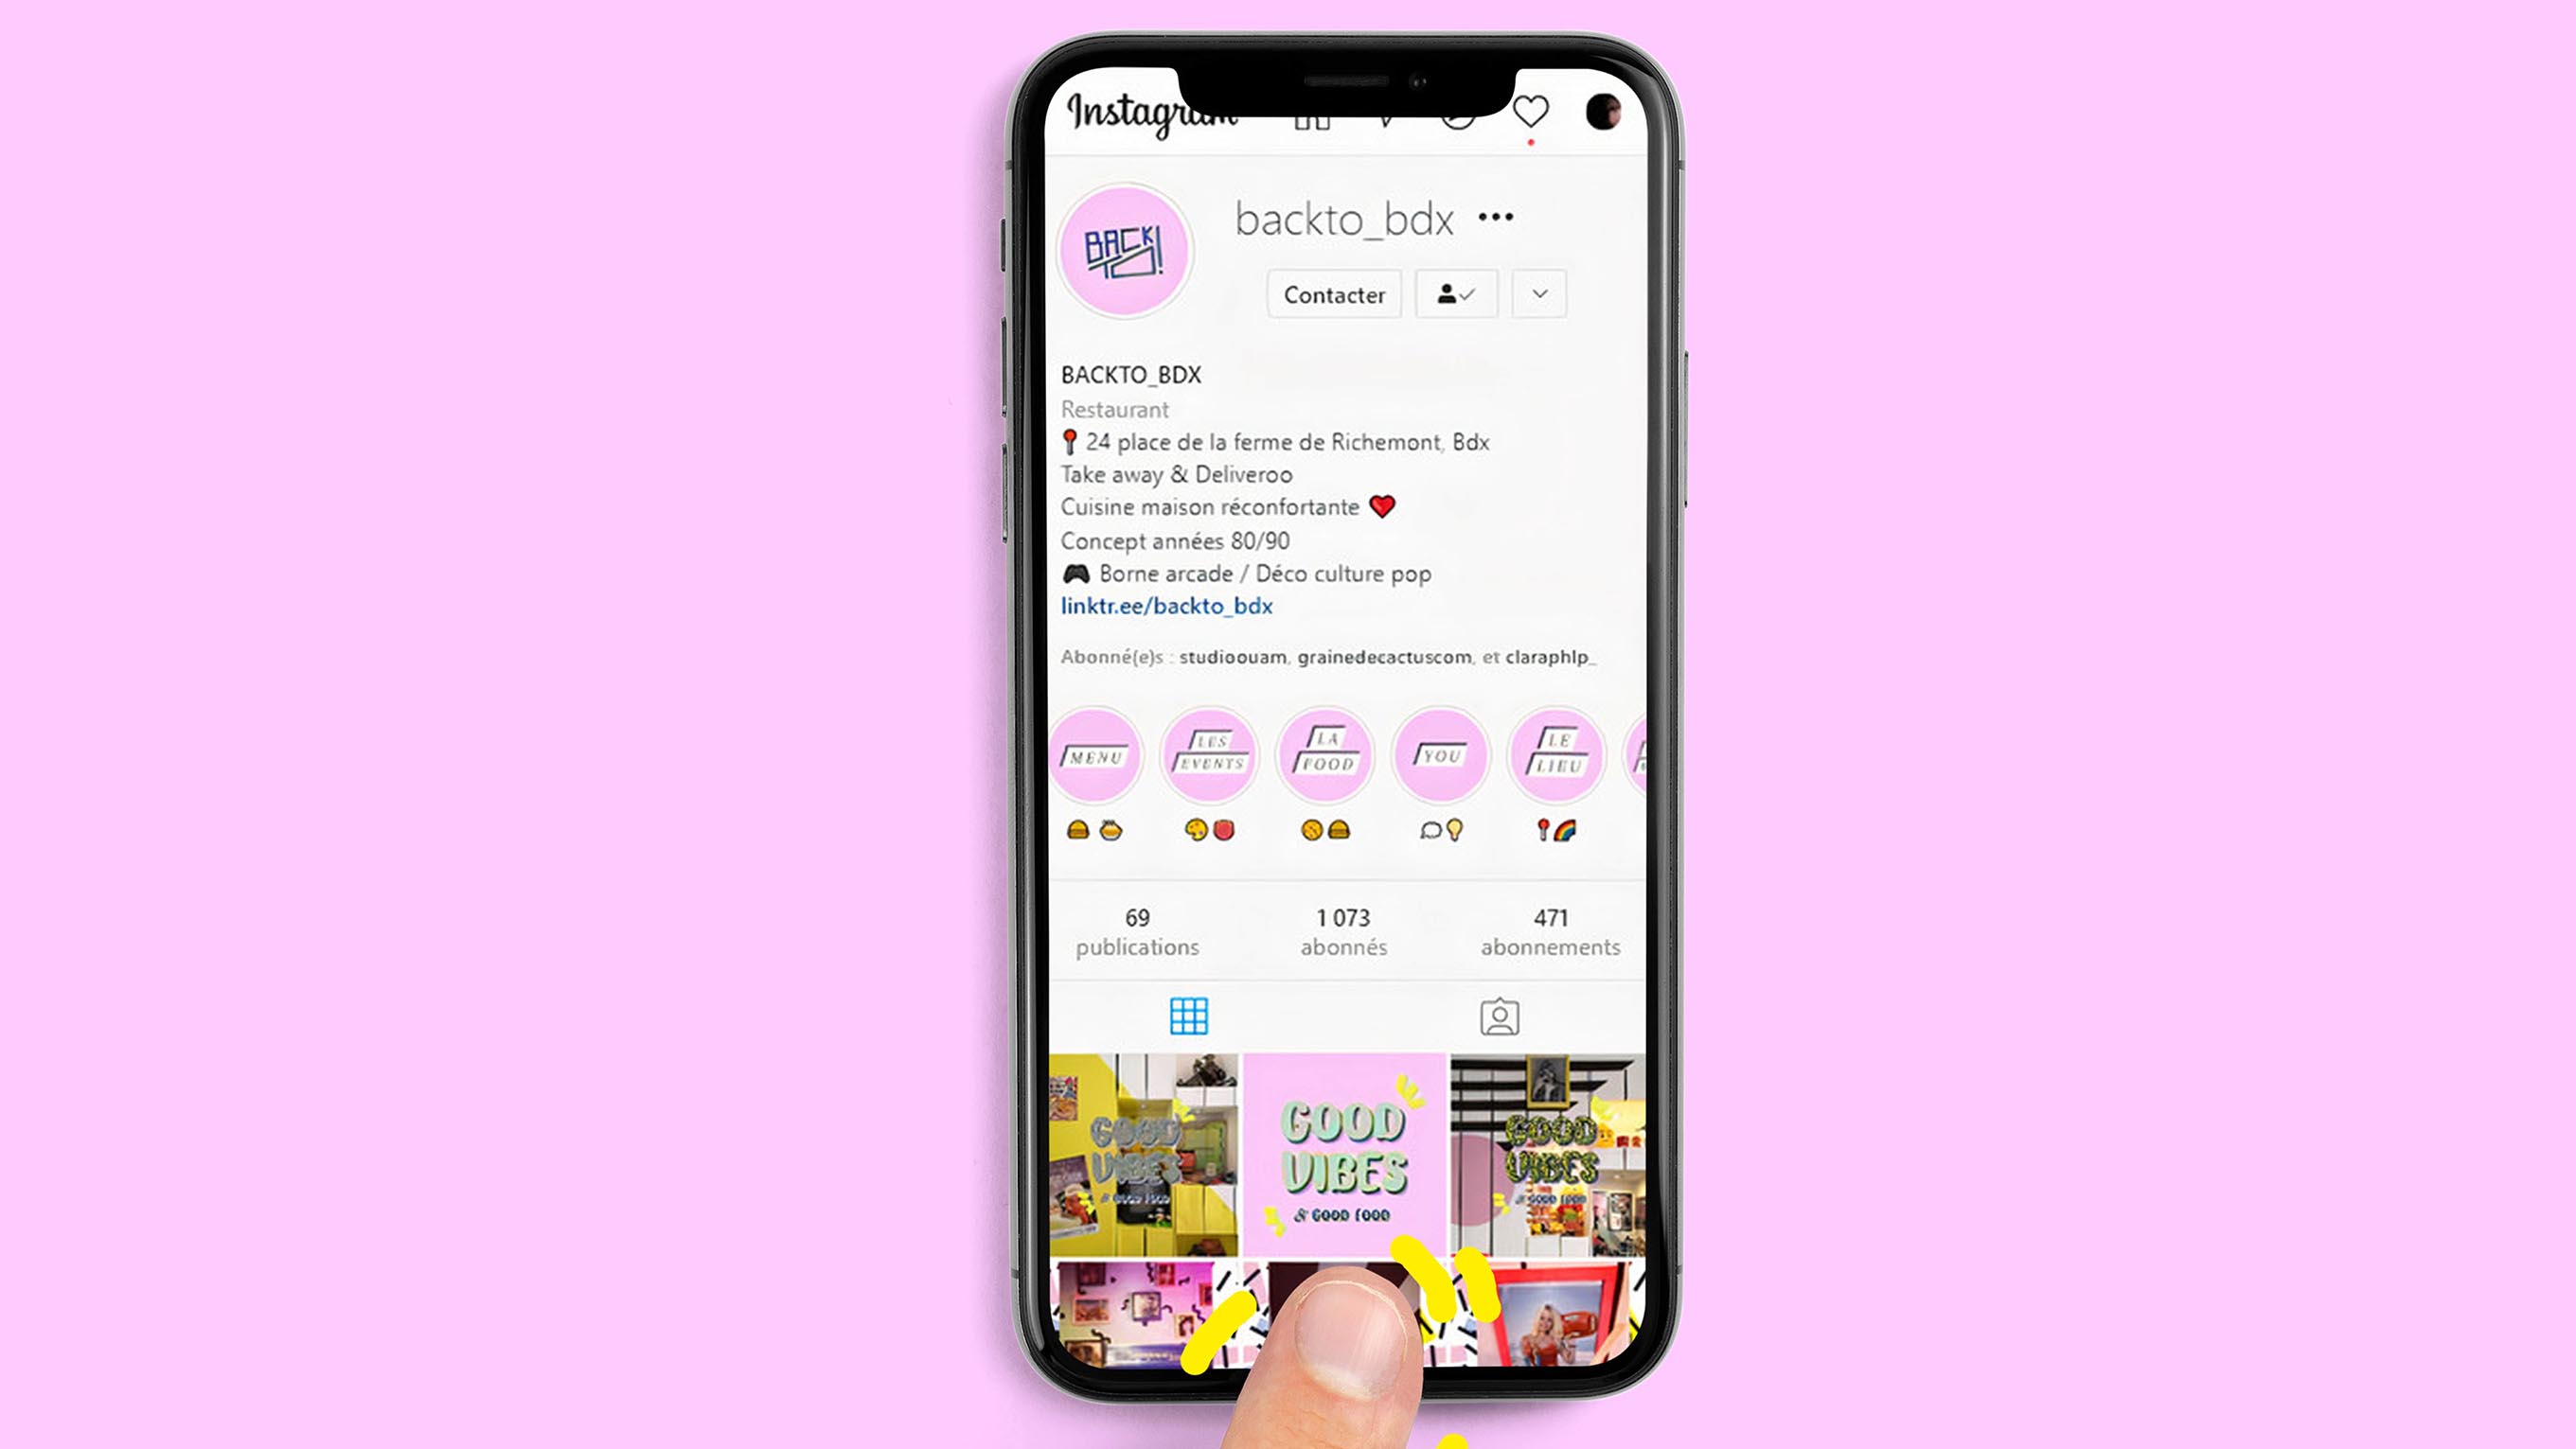 Instagram
BACK
TO!
backto_bdx
Contacter
BACKTO_BDX
Restaurant
24 place de la ferme de Richemont, Bdx
Take away & Deliveroo
Cuisine maison réconfortante
Concept années 80/90
Borne arcade / Déco culture pop
linktr.ee/backto_bdx
Abonné(e)s : studioouam, grainedecactuscom, et claraphlp_
MENU
LES
EVENTS
LA
FOOD
YOU
LE
LIEU
69
publications
1 073
abonnés
471
abonnements
GOOD
VIBES
& GOOD FOOD
GOOD
VIBES
& GOOD FOOD
GOOD
VIBES
& GOOD FOOD